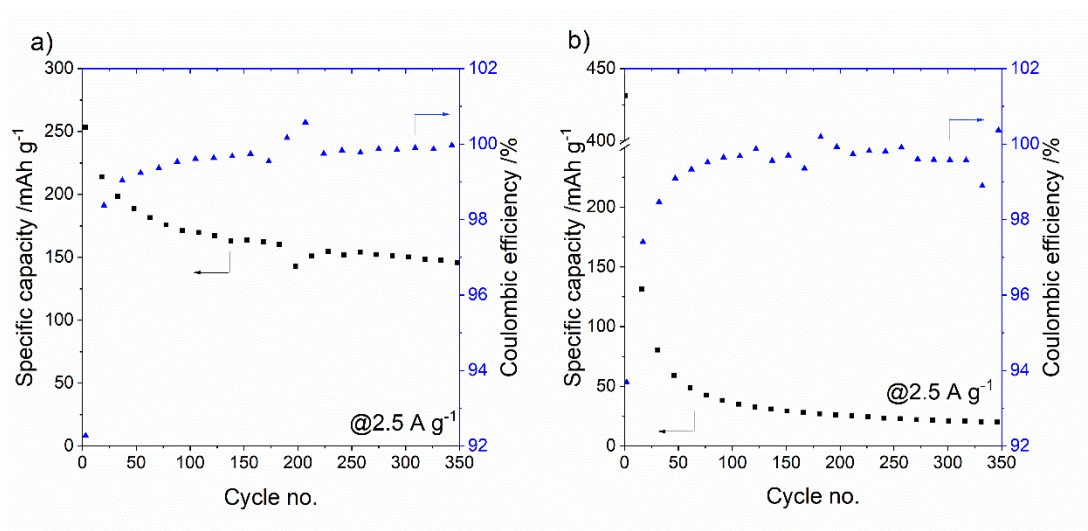 a)
300
250
200
150
100
50
0
Specific capacity /mAh g⁻¹
102
100
98
96
94
92
Coulombic efficiency /%
@2.5 A g⁻¹
0 50 100 150 200 250 300 350
Cycle no.
b)
450
400
200
150
100
50
0
Specific capacity /mAh g⁻¹
102
100
98
96
94
92
Coulombic efficiency /%
@2.5 A g⁻¹
0 50 100 150 200 250 300 350
Cycle no.